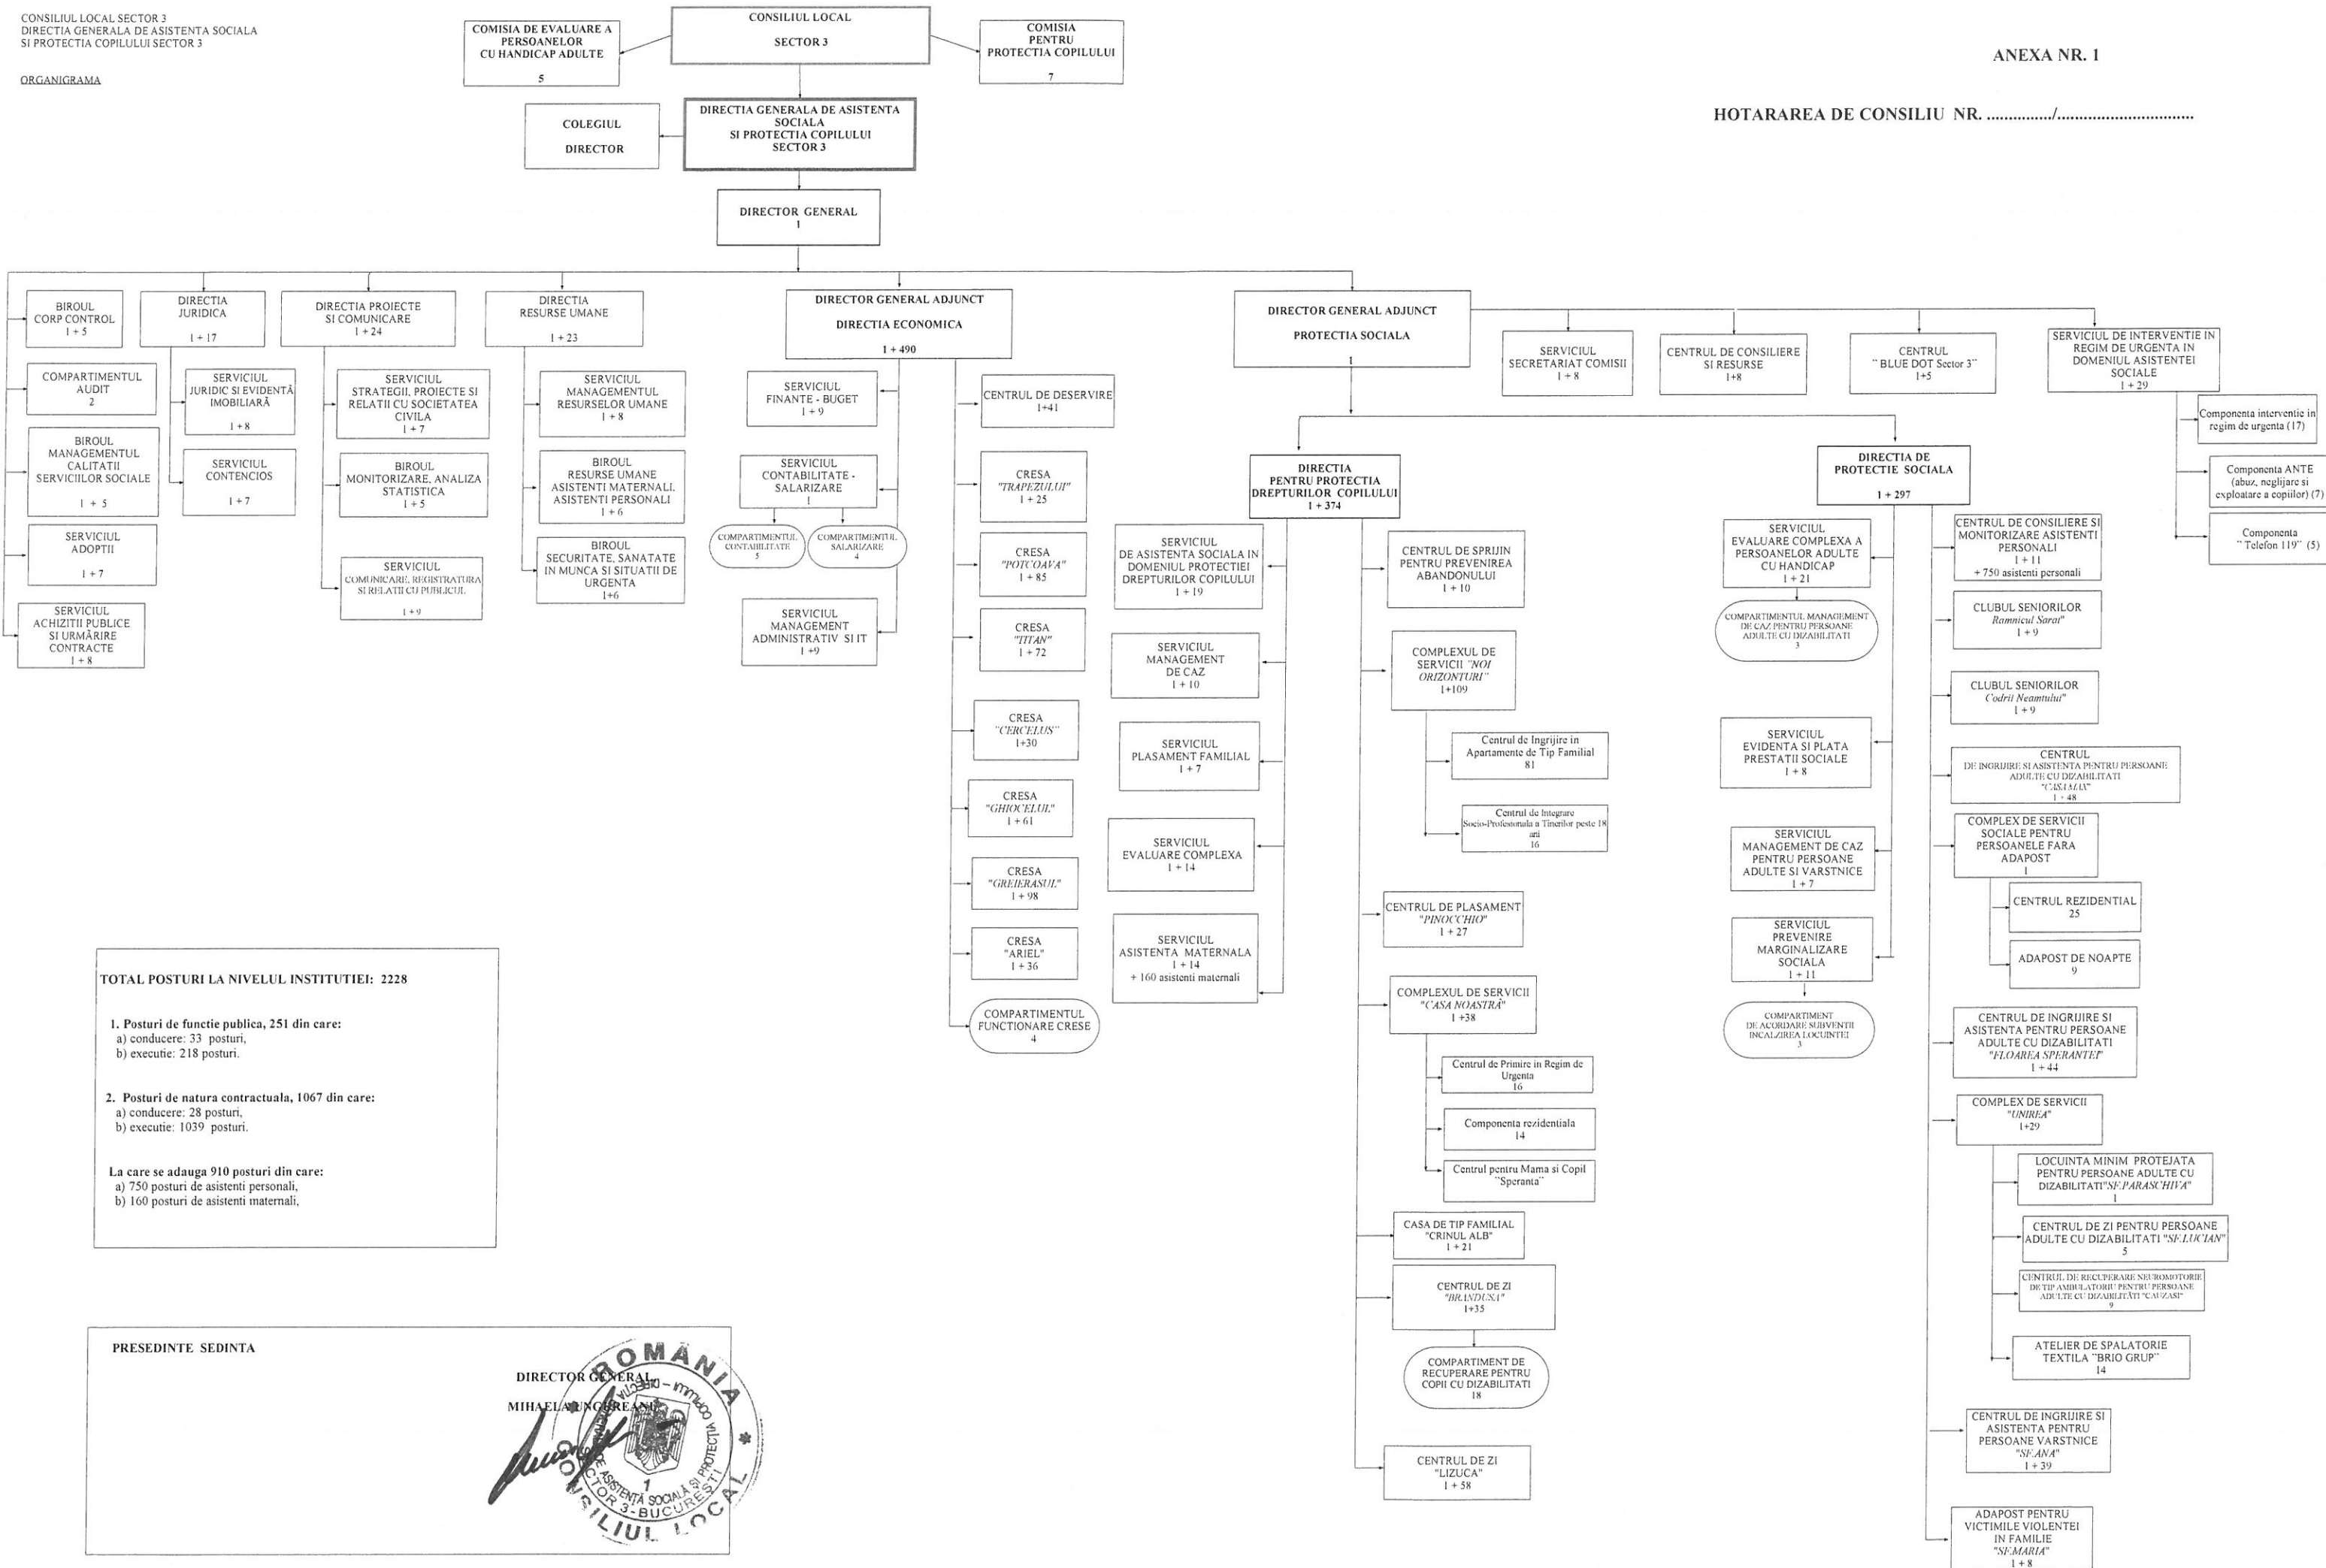 CONSILIUL LOCAL SECTOR 3
DIRECTIA GENERALA DE ASISTENTA SOCIALA
SI PROTECTIA COPILULUI SECTOR 3
ORGANIGRAMA
COMISIA DE EVALUARE A
PERSOANELOR
CU HANDICAP ADULTE
5
CONSILIUL LOCAL
SECTOR 3
COMISIA
PENTRU
PROTECTIA COPILULUI
7
ANEXA NR. 1
HOTARAREA DE CONSILIU NR. .............../...............................
COLEGIUL
DIRECTOR
DIRECTIA GENERALA DE ASISTENTA
SOCIALA
SI PROTECTIA COPILULUI
SECTOR 3
DIRECTOR GENERAL
1
BIROUL
CORP CONTROL
1 + 5
COMPARTIMENTUL
AUDIT
2
BIROUL
MANAGEMENTUL
CALITATII
SERVICIILOR SOCIALE
1 + 5
SERVICIUL
ADOPTII
1 + 7
SERVICIUL
ACHIZITII PUBLICE
SI URMĂRIRE
CONTRACTE
1 + 8
DIRECTIA
JURIDICA
1 + 17
SERVICIUL
JURIDIC SI EVIDENTĂ
IMOBILIARĂ
1 + 8
SERVICIUL
CONTENCIOS
1 + 7
DIRECTIA PROIECTE
SI COMUNICARE
1 + 24
SERVICIUL
STRATEGII, PROIECTE SI
RELATII CU SOCIETATEA
CIVILA
1 + 7
BIROUL
MONITORIZARE, ANALIZA
STATISTICA
1 + 5
SERVICIUL
COMUNICARE, REGISTRATURA
SI RELATII CU PUBLICUL
1 + 9
DIRECTIA
RESURSE UMANE
1 + 23
SERVICIUL
MANAGEMENTUL
RESURSELOR UMANE
1 + 8
BIROUL
RESURSE UMANE
ASISTENTI MATERNALI,
ASISTENTI PERSONALI
1 + 6
BIROUL
SECURITATE, SANATATE
IN MUNCA SI SITUATII DE
URGENTA
1+6
DIRECTOR GENERAL ADJUNCT
DIRECTIA ECONOMICA
1 + 490
SERVICIUL
FINANTE - BUGET
1 + 9
SERVICIUL
CONTABILITATE -
SALARIZARE
1
COMPARTIMENTUL
CONTABILITATE
5
COMPARTIMENTUL
SALARIZARE
4
SERVICIUL
MANAGEMENT
ADMINISTRATIV SI IT
1 +9
CENTRUL DE DESERVIRE
1+41
CRESA
"TRAPEZULUI"
1 + 25
CRESA
"POTCOAVA"
1 + 85
CRESA
"TITAN"
1 + 72
CRESA
"CERCELUS"
1+30
CRESA
"GHIOCELUL"
1 + 61
CRESA
"GREIERASUL"
1 + 98
CRESA
"ARIEL"
1 + 36
COMPARTIMENTUL
FUNCTIONARE CRESE
4
DIRECTOR GENERAL ADJUNCT
PROTECTIA SOCIALA
1
SERVICIUL
SECRETARIAT COMISII
1 + 8
CENTRUL DE CONSILIERE
SI RESURSE
1+8
CENTRUL
"BLUE DOT Sector 3"
1+5
SERVICIUL DE INTERVENTIE IN
REGIM DE URGENTA IN
DOMENIUL ASISTENTEI
SOCIALE
1 + 29
Componenta interventie in
regim de urgenta (17)
Componenta ANTE
(abuz, neglijare si
exploatare a copiilor) (7)
Componenta
"Telefon 119" (5)
DIRECTIA
PENTRU PROTECTIA
DREPTURILOR COPILULUI
1 + 374
SERVICIUL
DE ASISTENTA SOCIALA IN
DOMENIUL PROTECTIEI
DREPTURILOR COPILULUI
1 + 19
SERVICIUL
MANAGEMENT
DE CAZ
1 + 10
SERVICIUL
PLASAMENT FAMILIAL
1 + 7
SERVICIUL
EVALUARE COMPLEXA
1 + 14
SERVICIUL
ASISTENTA MATERNALA
1 + 14
+ 160 asistenti maternali
CENTRUL DE SPRIJIN
PENTRU PREVENIREA
ABANDONULUI
1 + 10
COMPLEXUL DE
SERVICII "NOI
ORIZONTURI"
1+109
Centrul de Ingrijire in
Apartamente de Tip Familial
81
Centrul de Integrare
Socio-Profesionala a Tinerilor peste 18
ani
16
CENTRUL DE PLASAMENT
"PINOCCHIO"
1 + 27
COMPLEXUL DE SERVICII
"CASA NOASTRĂ"
1 +38
Centrul de Primire in Regim de
Urgenta
16
Componenta rezidentiala
14
Centrul pentru Mama si Copil
"Speranta"
CASA DE TIP FAMILIAL
"CRINUL ALB"
1 + 21
CENTRUL DE ZI
"BRANDUSA"
1+35
COMPARTIMENT DE
RECUPERARE PENTRU
COPII CU DIZABILITATI
18
CENTRUL DE ZI
"LIZUCA"
1 + 58
DIRECTIA DE
PROTECTIE SOCIALA
1 + 297
SERVICIUL
EVALUARE COMPLEXA A
PERSOANELOR ADULTE
CU HANDICAP
1 + 21
COMPARTIMENTUL MANAGEMENT
DE CAZ PENTRU PERSOANE
ADULTE CU DIZABILITATI
3
SERVICIUL
EVIDENTA SI PLATA
PRESTATII SOCIALE
1 + 8
SERVICIUL
MANAGEMENT DE CAZ
PENTRU PERSOANE
ADULTE SI VARSTNICE
1 + 7
SERVICIUL
PREVENIRE
MARGINALIZARE
SOCIALA
1 + 11
COMPARTIMENT
DE ACORDARE SUBVENTII
INCALZIREA LOCUINTEI
3
CENTRUL DE CONSILIERE SI
MONITORIZARE ASISTENTI
PERSONALI
1 + 11
+ 750 asistenti personali
CLUBUL SENIORILOR
Ramnicul Sarat"
1 + 9
CLUBUL SENIORILOR
Codrii Neamtului"
1 + 9
CENTRUL
DE INGRIJIRE SI ASISTENTA PENTRU PERSOANE
ADULTE CU DIZABILITATI
"CASA MAX"
1 + 48
COMPLEX DE SERVICII
SOCIALE PENTRU
PERSOANELE FARA
ADAPOST
1
CENTRUL REZIDENTIAL
25
ADAPOST DE NOAPTE
9
CENTRUL DE INGRIJIRE SI
ASISTENTA PENTRU PERSOANE
ADULTE CU DIZABILITATI
"FLOAREA SPERANTEI"
1 + 44
COMPLEX DE SERVICII
"UNIREA"
1+29
LOCUINTA MINIM PROTEJATA
PENTRU PERSOANE ADULTE CU
DIZABILITATI"SF.PARASCHIVA"
1
CENTRUL DE ZI PENTRU PERSOANE
ADULTE CU DIZABILITATI "SF.LUCIAN"
5
CENTRUL DE RECUPERARE NEUROMOTORIE
DE TIP AMBULATORIU PENTRU PERSOANE
ADULTE CU DIZABILITĂTI "CAUZASI"
9
ATELIER DE SPALATORIE
TEXTILA "BRIO GRUP"
14
CENTRUL DE INGRIJIRE SI
ASISTENTA PENTRU
PERSOANE VARSTNICE
"SF.ANA"
1 + 39
ADAPOST PENTRU
VICTIMILE VIOLENTEI
IN FAMILIE
"SF.MARIA"
1 + 8
TOTAL POSTURI LA NIVELUL INSTITUTIEI: 2228
1. Posturi de functie publica, 251 din care:
a) conducere: 33 posturi,
b) executie: 218 posturi.
2. Posturi de natura contractuala, 1067 din care:
a) conducere: 28 posturi,
b) executie: 1039 posturi.
La care se adauga 910 posturi din care:
a) 750 posturi de asistenti personali,
b) 160 posturi de asistenti maternali,
PRESEDINTE SEDINTA
DIRECTOR GENERAL,
MIHAELA UNGUREANU
ROMÂNIA
CONSILIUL LOCAL
DE ASISTENȚĂ SOCIALĂ ȘI PROTECȚIA COPILULUI – DIRECȚIA
SECTOR 3-BUCUREȘTI
1